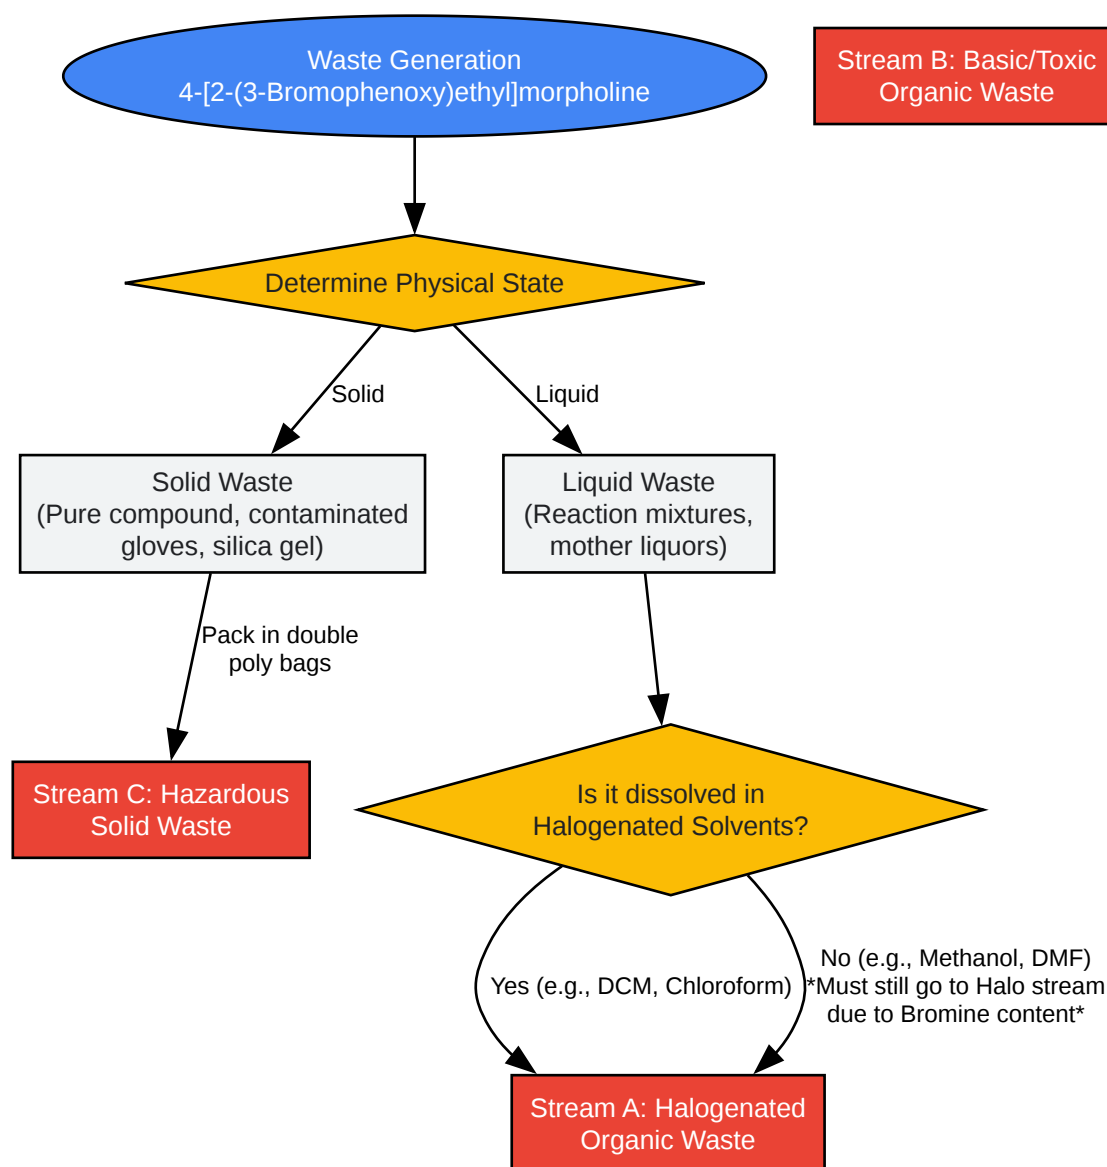 Waste Generation
4-[2-(3-Bromophenoxy)ethyl]morpholine
Stream B: Basic/Toxic
Organic Waste
Determine Physical State
Solid
Liquid
Solid Waste
(Pure compound, contaminated
gloves, silica gel)
Liquid Waste
(Reaction mixtures,
mother liquors)
Pack in double
poly bags
Stream C: Hazardous
Solid Waste
Is it dissolved in
Halogenated Solvents?
Yes (e.g., DCM, Chloroform)
No (e.g., Methanol, DMF)
*Must still go to Halo stream
due to Bromine content*
Stream A: Halogenated
Organic Waste